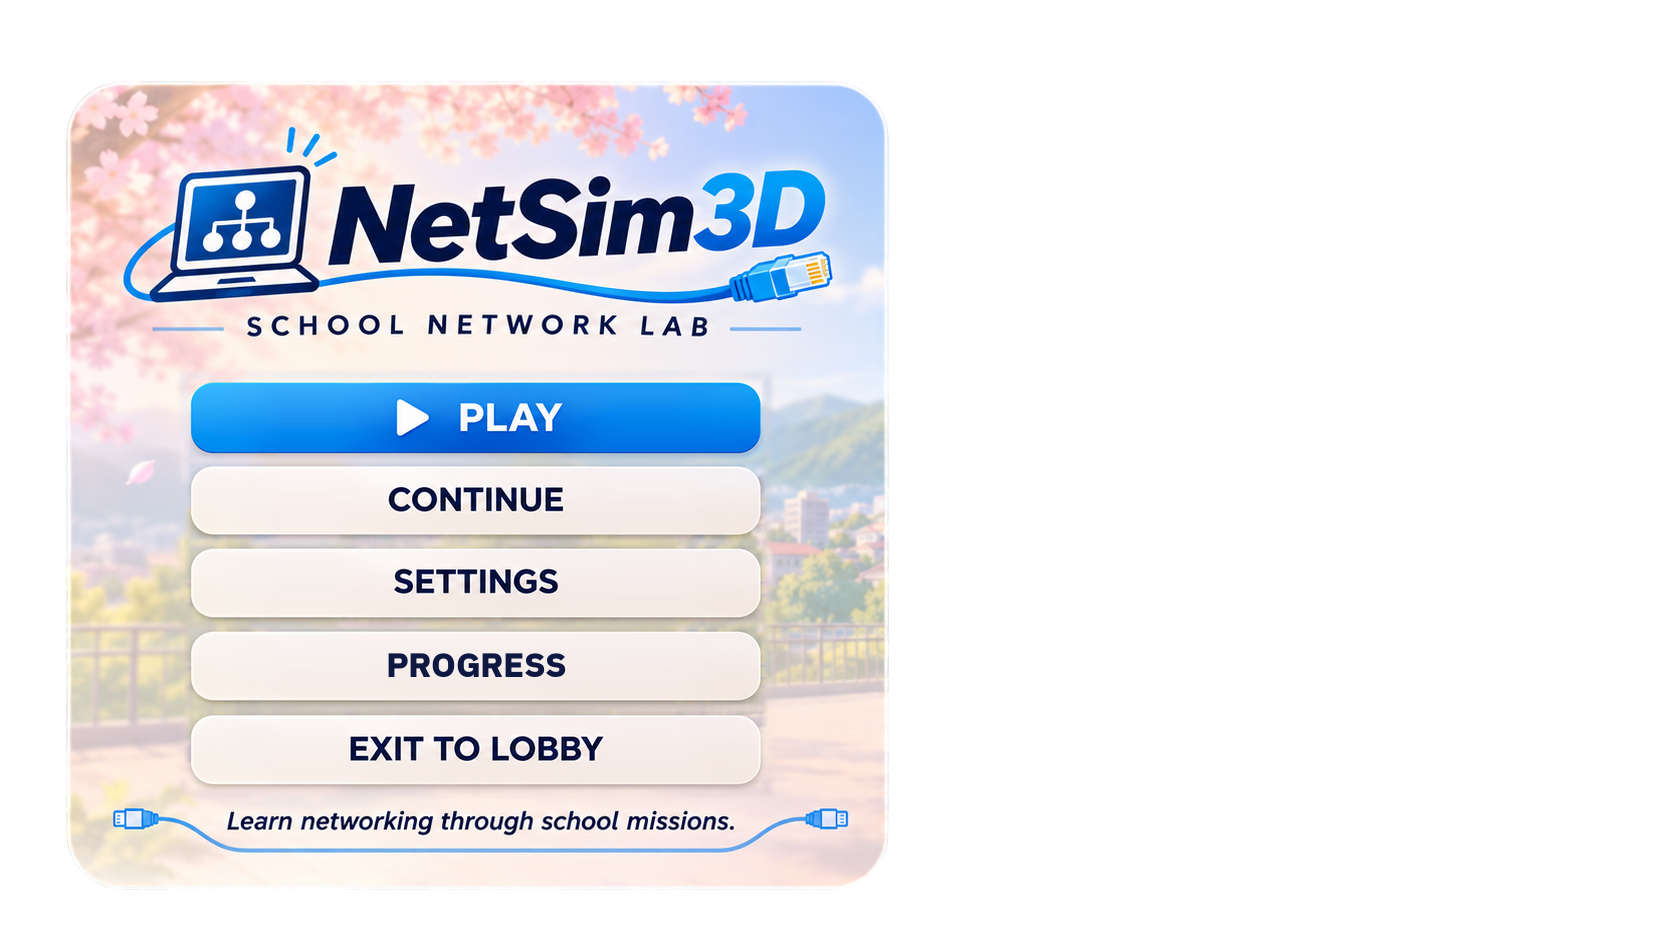 NetSim3D
SCHOOL NETWORK LAB
PLAY
CONTINUE
SETTINGS
PROGRESS
EXIT TO LOBBY
Learn networking through school missions.